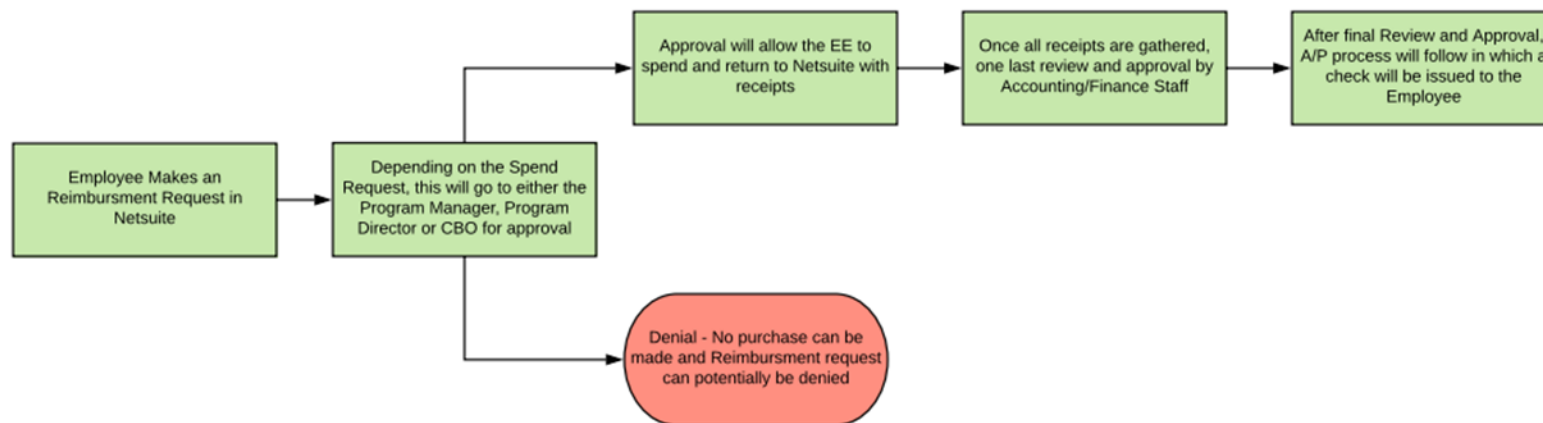 Employee Makes an
Reimbursment Request in
Netsuite
Depending on the Spend
Request, this will go to either the
Program Manager, Program
Director or CBO for approval
Approval will allow the EE to
spend and return to Netsuite with
receipts
Once all receipts are gathered,
one last review and approval by
Accounting/Finance Staff
After final Review and Approval,
A/P process will follow in which a
check will be issued to the
Employee
Denial - No purchase can be
made and Reimbursment request
can potentially be denied